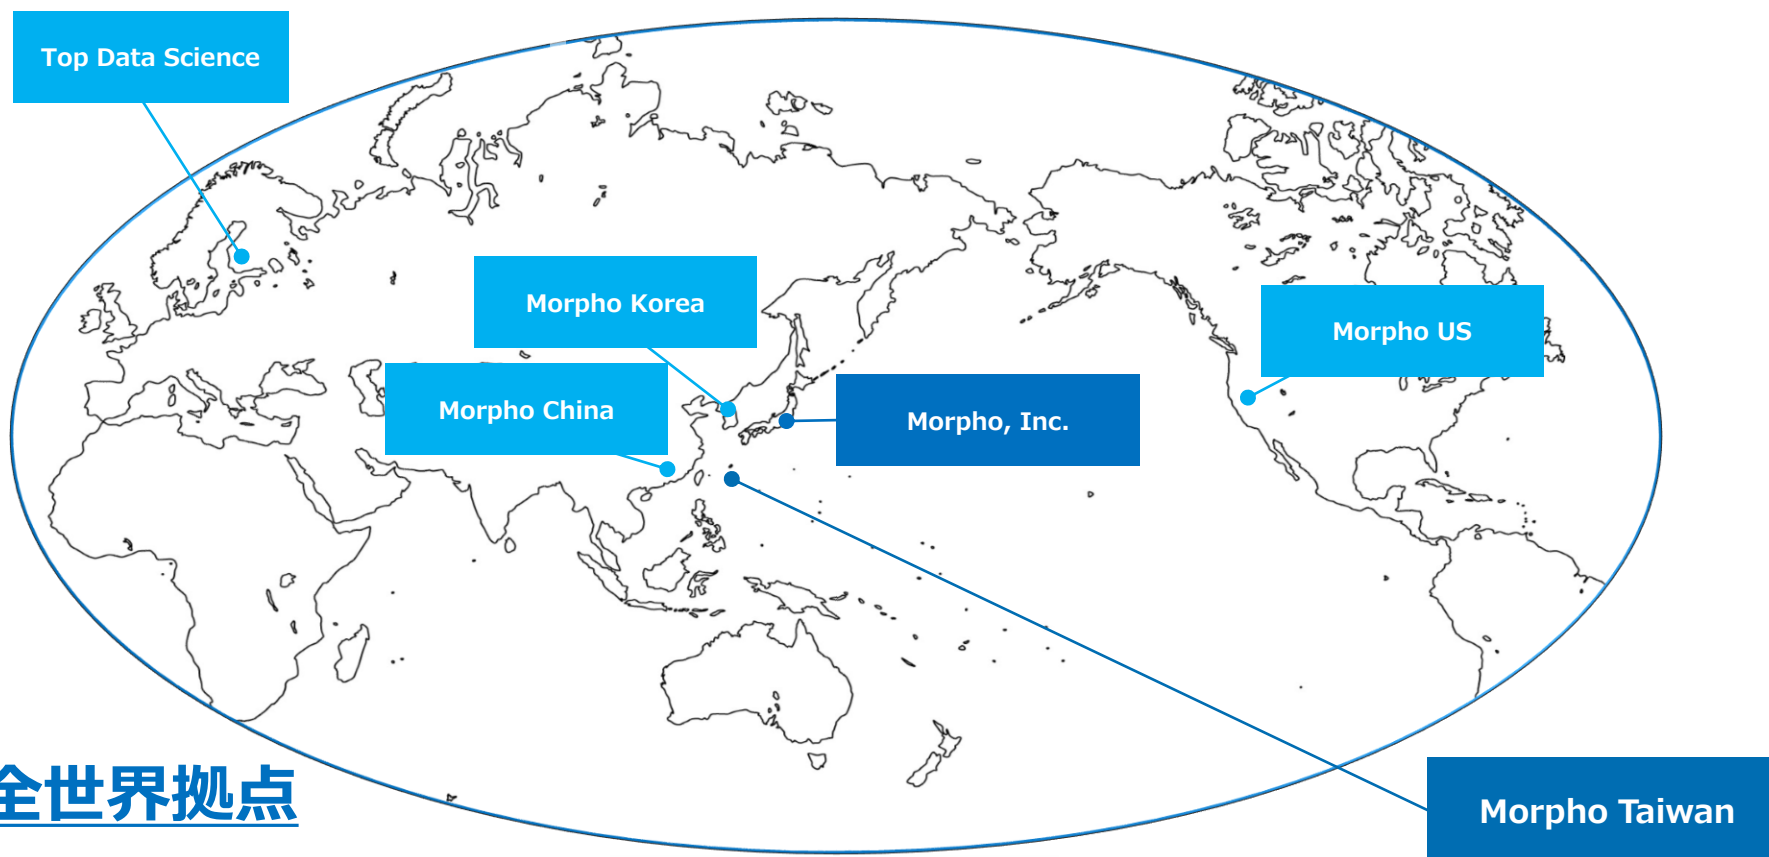 Top Data Science
Morpho Korea
Morpho US
Morpho China
Morpho, Inc.
全世界拠点
Morpho Taiwan